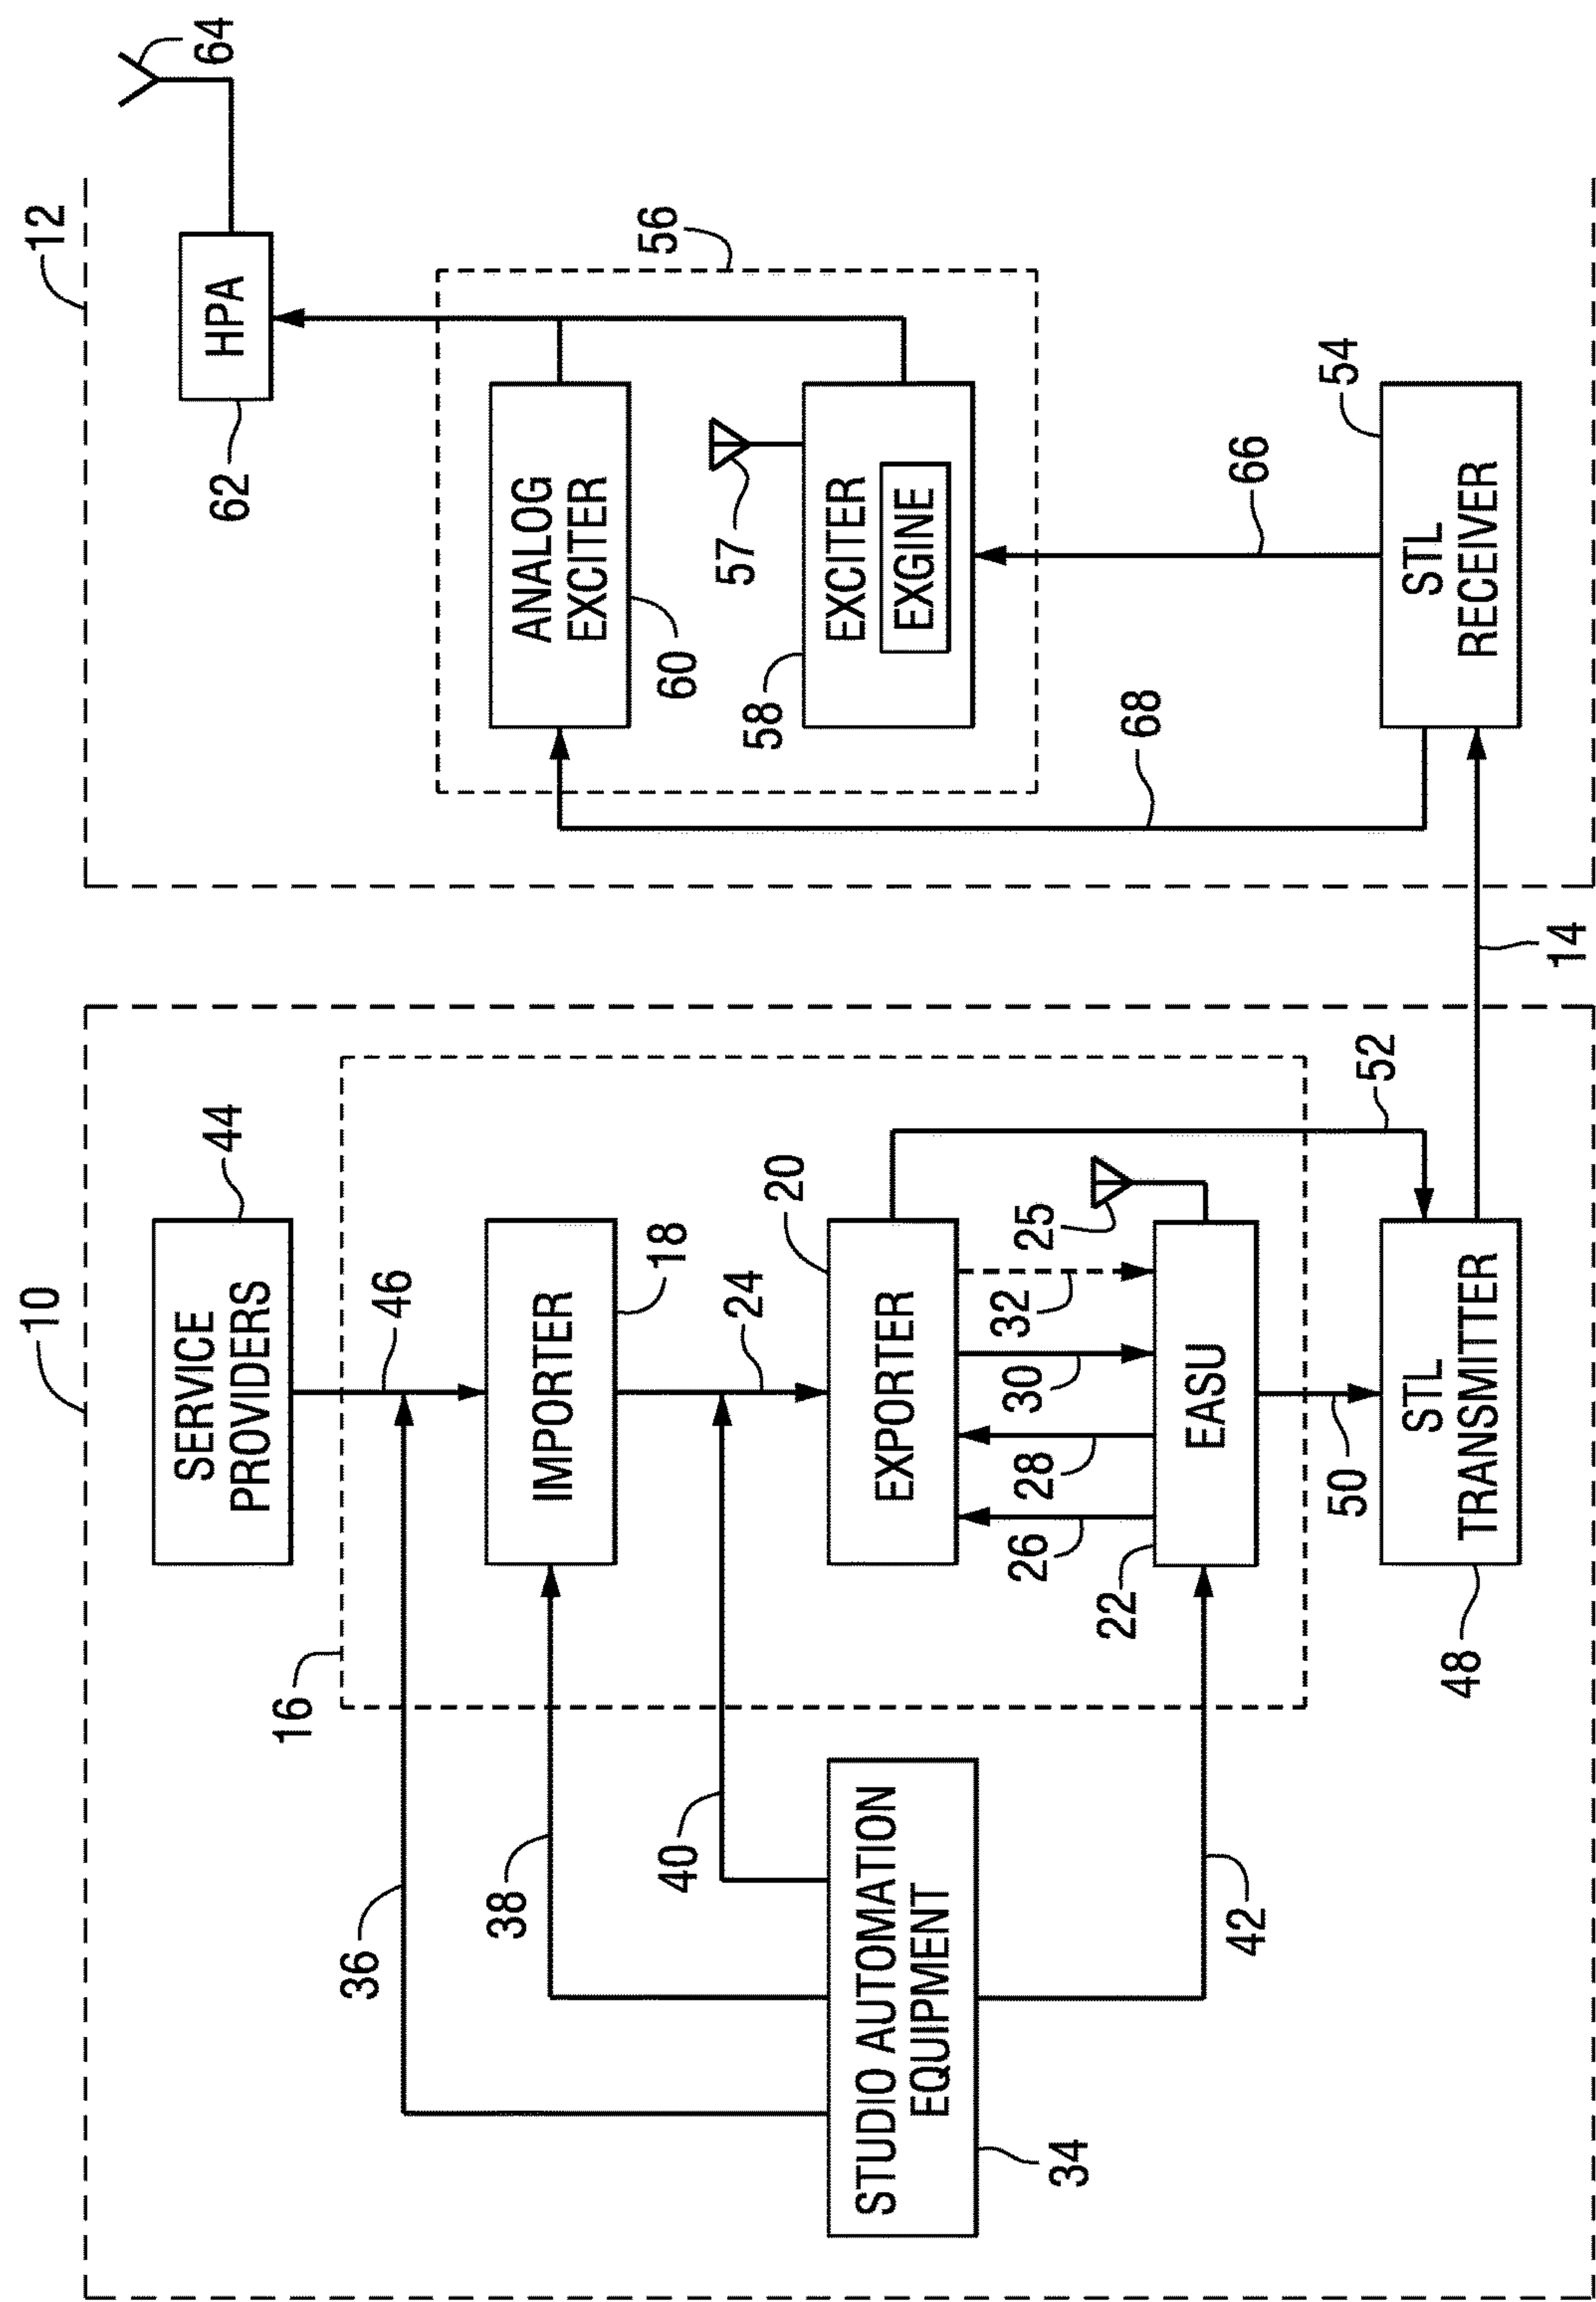 10
12
SERVICE
PROVIDERS
44
HPA
62
64
46
36
16
IMPORTER
18
38
24
40
56
ANALOG
EXCITER
60
57
EXCITER
EXGINE
58
STUDIO AUTOMATION
EQUIPMENT
34
EXPORTER
20
26
28
30
32
25
22
EASU
42
68
66
50
52
STL
TRANSMITTER
48
14
STL
RECEIVER
54